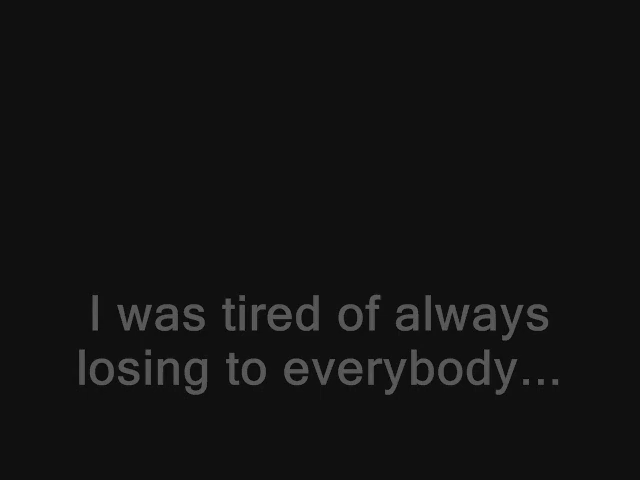 I was tired of always
losing to everybody...